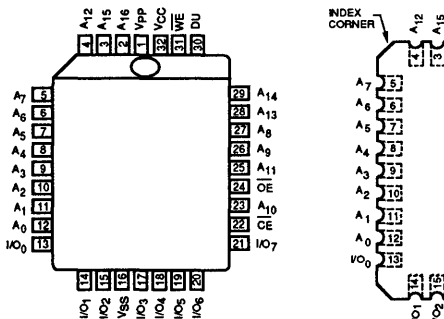 A12 A15 A16 VPP VCC WE DU
4 3 2 1 32 31 30
A7 5
A6 6
A5 7
A4 8
A3 9
A2 10
A1 11
A0 12
I/O0 13
29 A14
28 A13
27 A8
26 A9
25 A11
24 OE
23 A10
22 CE
21 I/O7
14 15 16 17 18 19 20
I/O1 I/O2 VSS I/O3 I/O4 I/O5 I/O6
INDEX
CORNER
A12 A15
4 3
A7 5
A6 6
A5 7
A4 8
A3 9
A2 10
A1 11
A0 12
I/O0 13
14 15
O1 O2